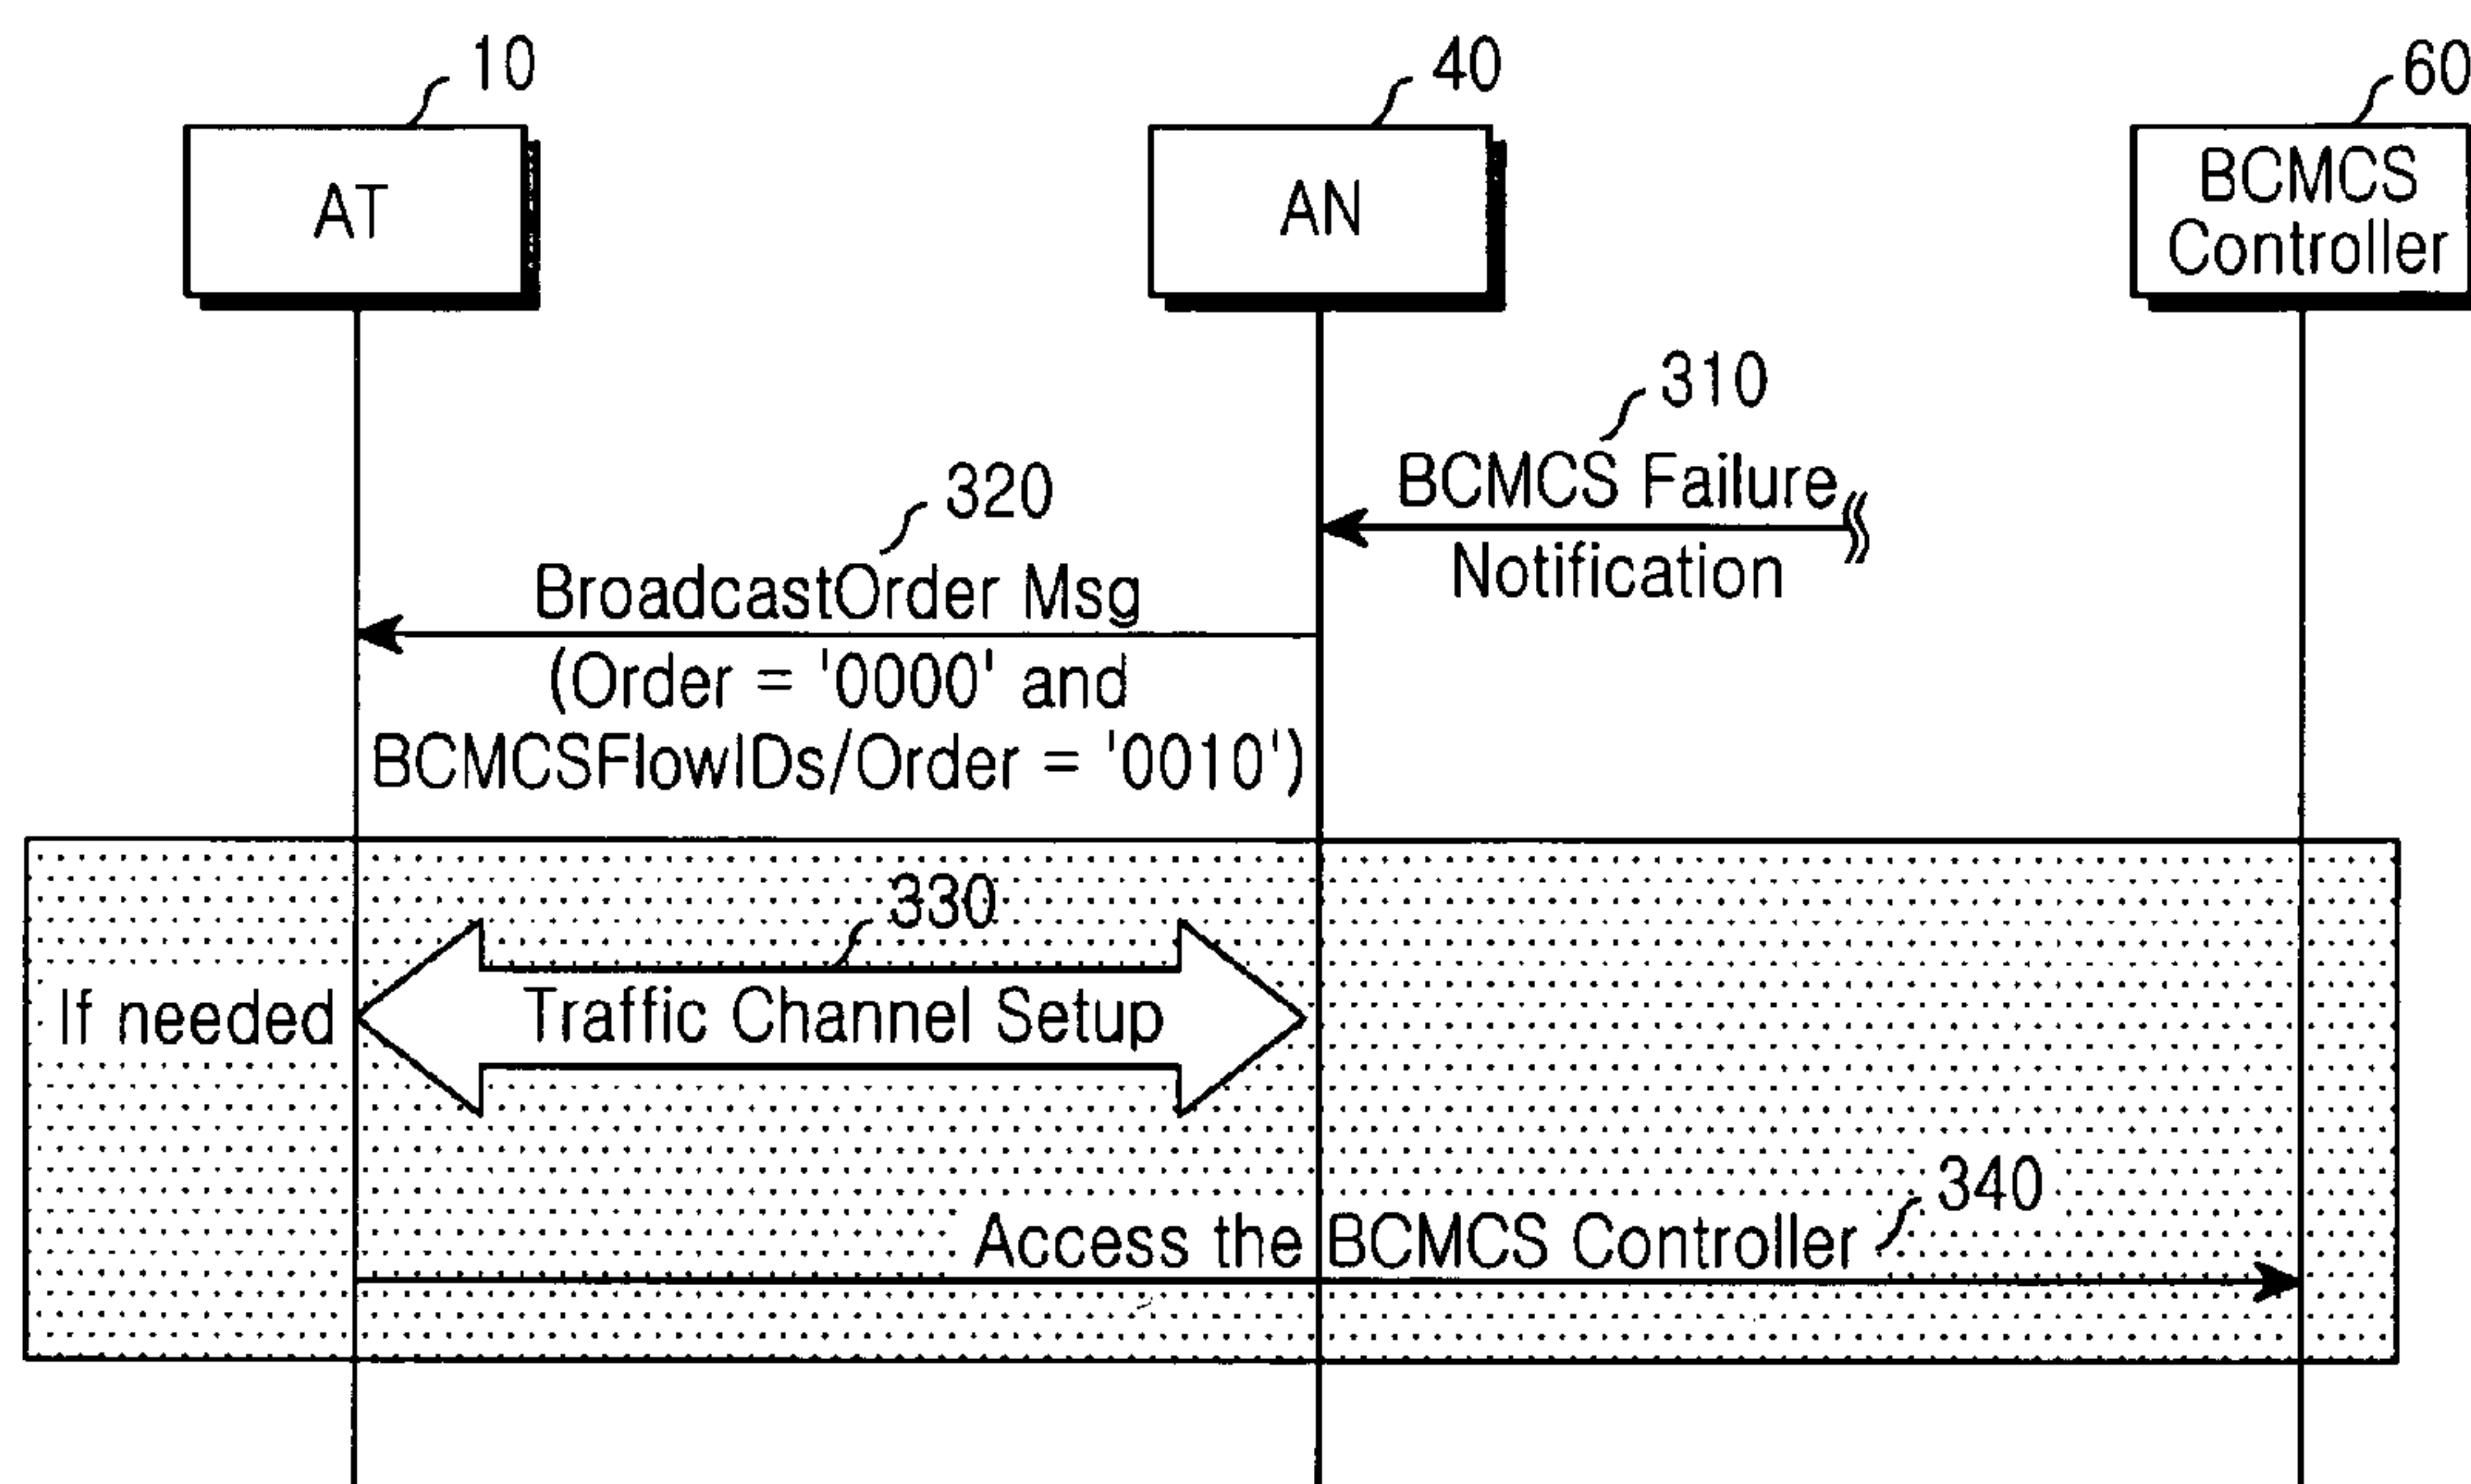 10
40
60
AT
AN
BCMCS
Controller
310
BCMCS Failure
Notification
320
BroadcastOrder Msg
(Order = '0000' and
BCMCSFlowIDs/Order = '0010')
330
If needed
Traffic Channel Setup
340
Access the BCMCS Controller